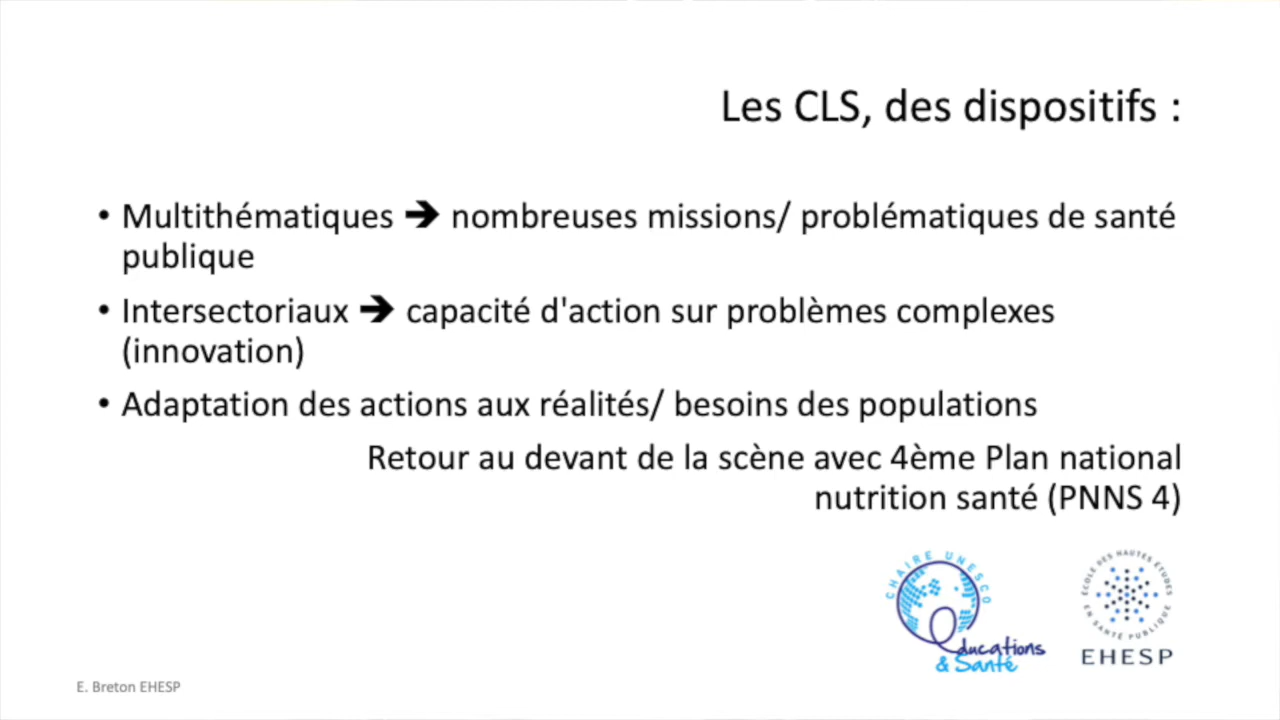 Les CLS, des dispositifs :
• Multithématiques ➔ nombreuses missions/ problématiques de santé
publique
• Intersectoriaux ➔ capacité d'action sur problèmes complexes
(innovation)
• Adaptation des actions aux réalités/ besoins des populations
Retour au devant de la scène avec 4ème Plan national
nutrition santé (PNNS 4)
CHAIRE UNESCO
Educations
& Santé
ÉCOLE DES HAUTES ÉTUDES
EN SANTÉ PUBLIQUE
EHESP
E. Breton EHESP